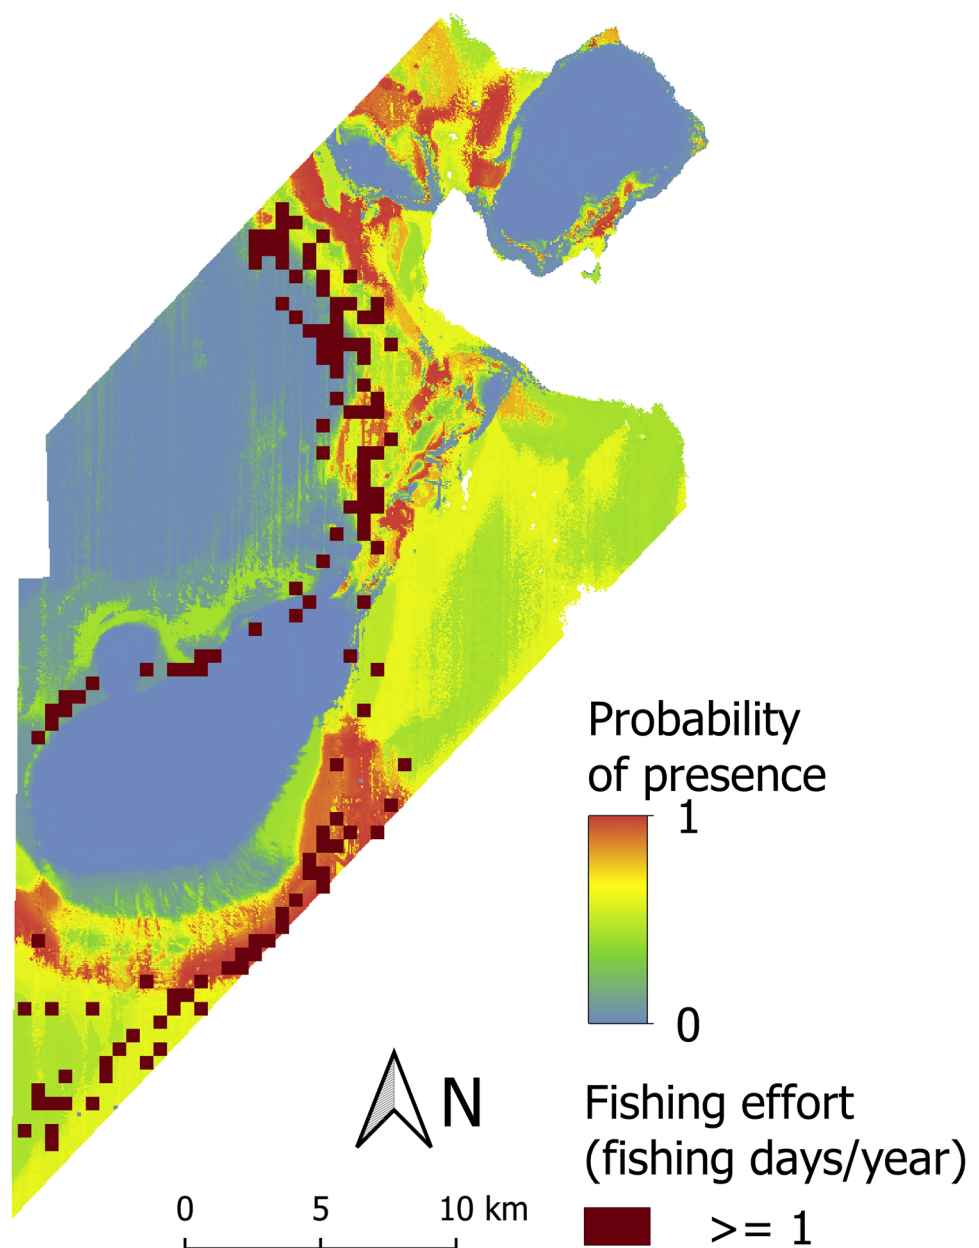 Probability
of presence
1
0
N
Fishing effort
(fishing days/year)
0 5 10 km
>= 1